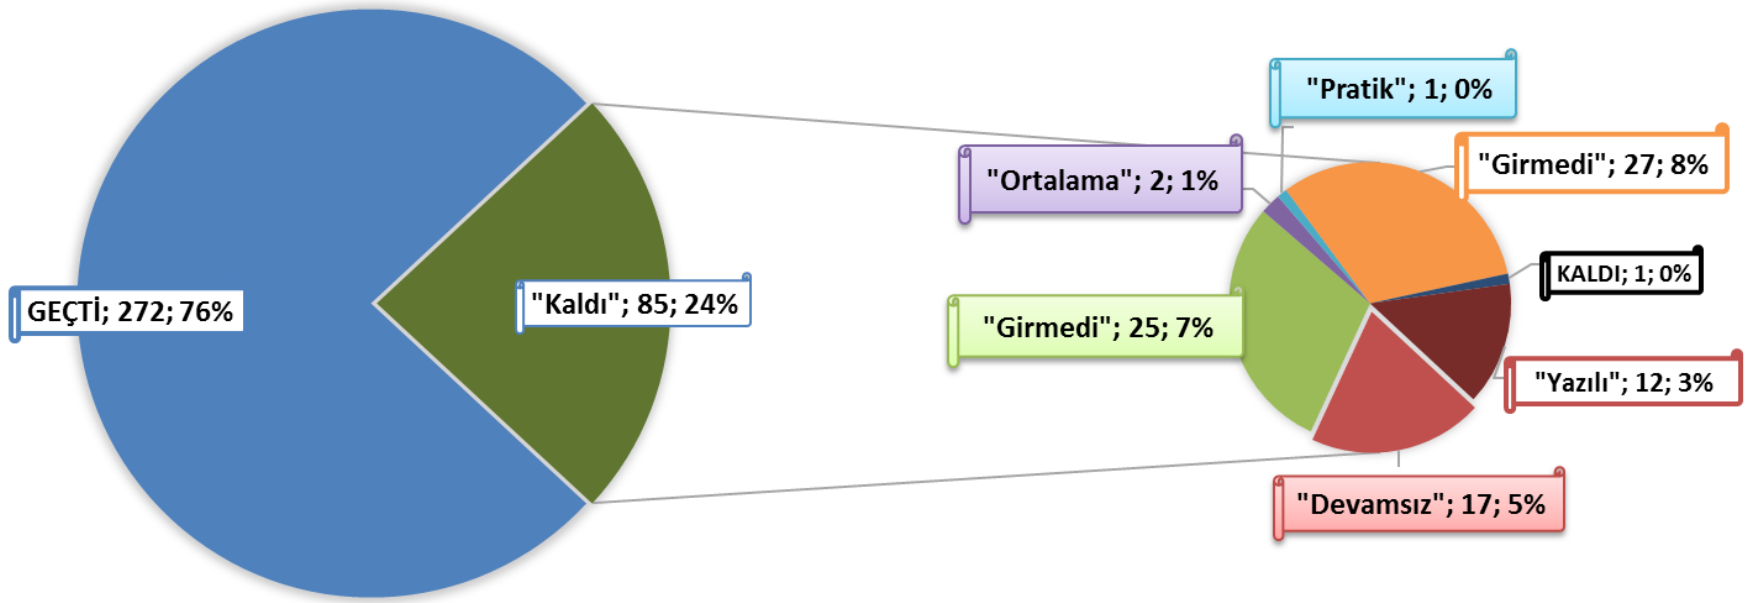 GEÇTİ; 272; 76%
"Kaldı"; 85; 24%
"Pratik"; 1; 0%
"Ortalama"; 2; 1%
"Girmedi"; 27; 8%
KALDI; 1; 0%
"Girmedi"; 25; 7%
"Yazılı"; 12; 3%
"Devamsız"; 17; 5%